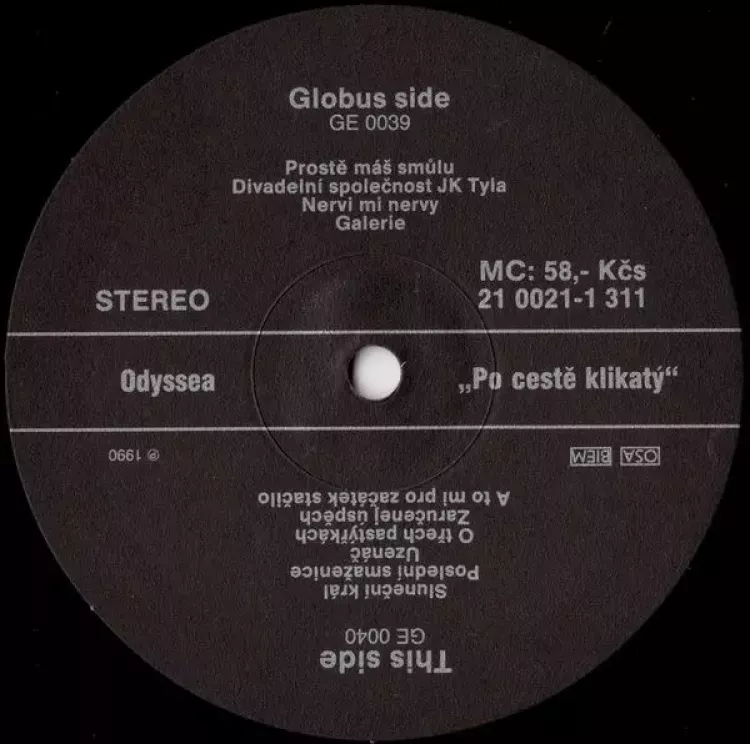 Globus side
GE 0039
Prostě máš smůlu
Divadelní společnost JK Tyla
Nervi mi nervy
Galerie
STEREO
MC: 58,- Kčs
21 0021-1 311
Odyssea
„Po cestě klikatý“
This side
GE 0040
Sluneční král
Poslední smaženice
Uzenáč
O třech pastýřkách
Zaručenej úspěch
A to mi pro začátek stačilo
OSA BIEM
℗ 1990